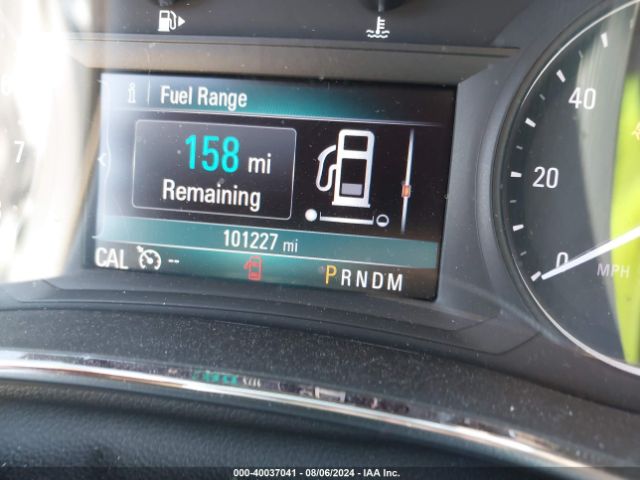 i Fuel Range
158 mi
Remaining
101227 mi
CAL --
PRNDM
7
0
20
40
MPH
000-40037041 - 08/06/2024 - IAA Inc.